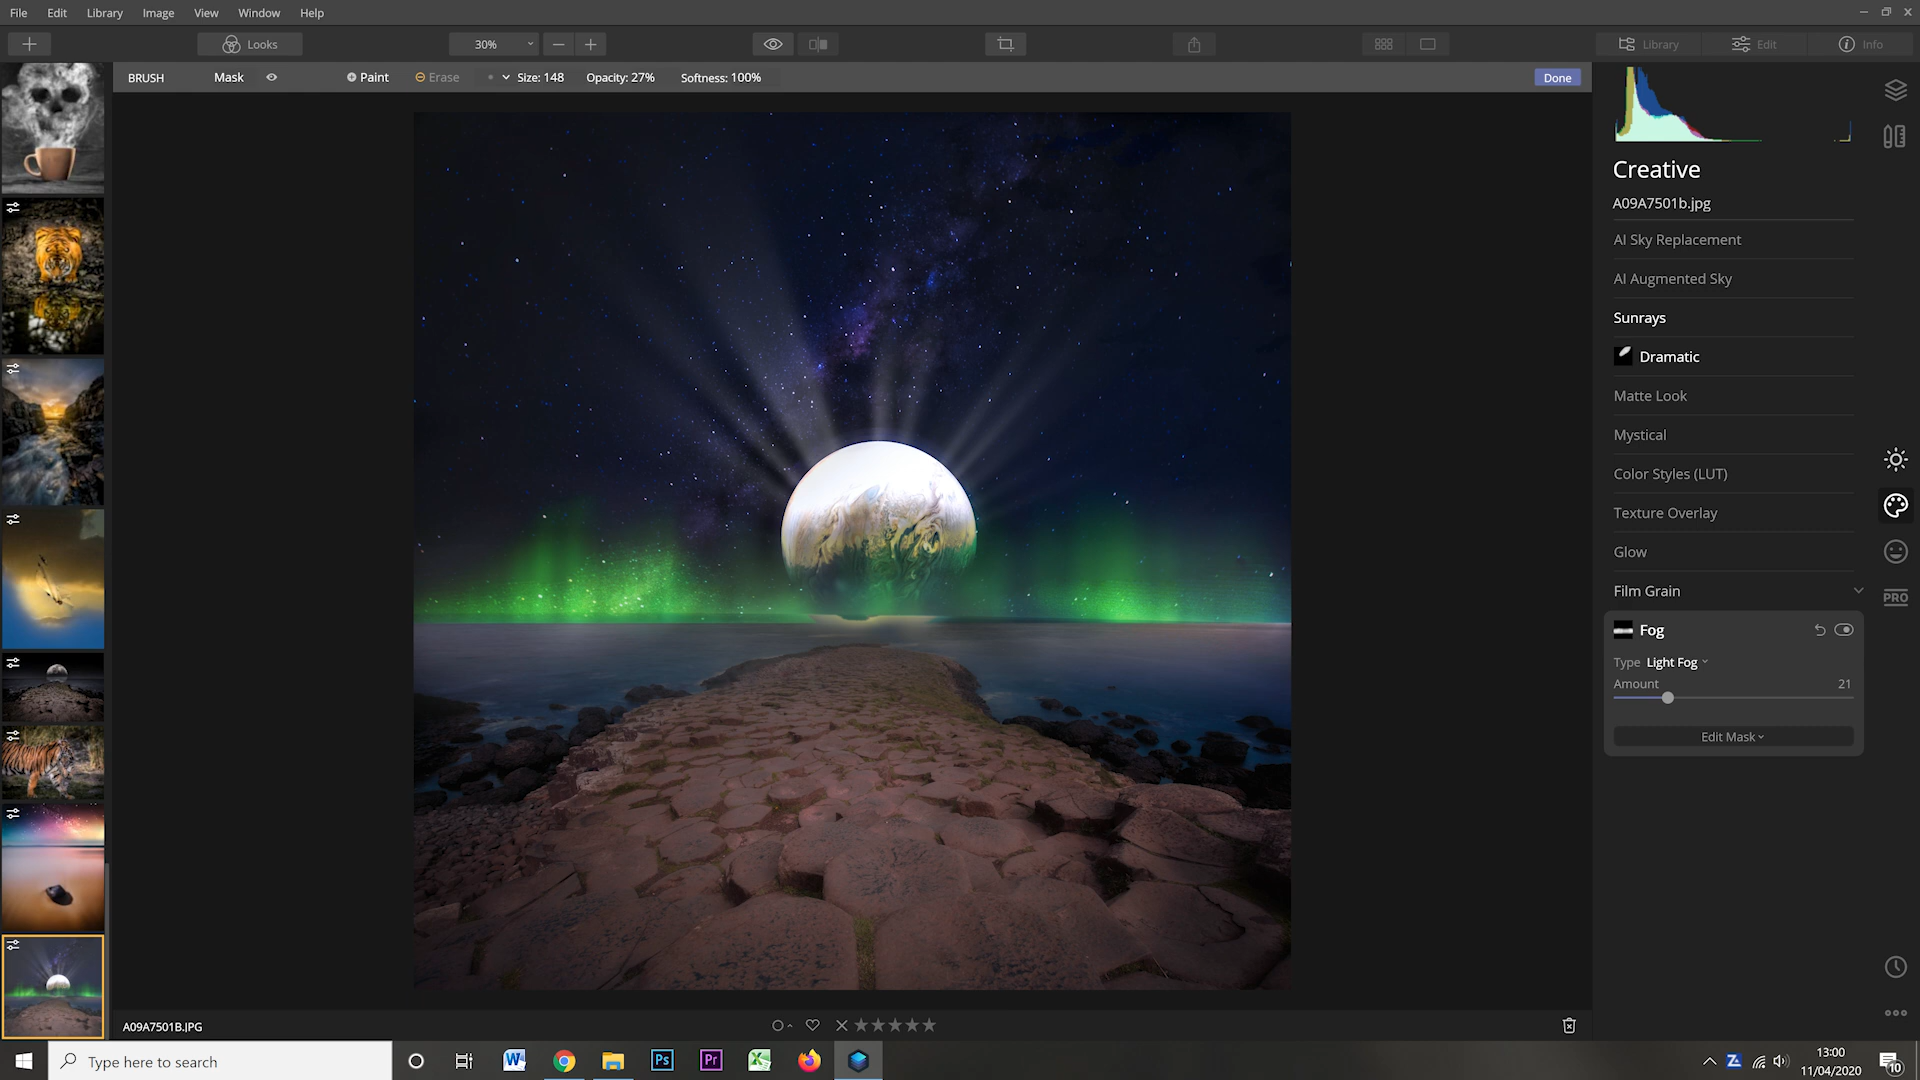 File Edit Library Image View Window Help
Looks 30% Library Edit Info
BRUSH Mask Paint Erase Size: 148 Opacity: 27% Softness: 100% Done
Creative
A09A7501b.jpg
AI Sky Replacement
AI Augmented Sky
Sunrays
Dramatic
Matte Look
Mystical
Color Styles (LUT)
Texture Overlay
Glow
PRO
Film Grain
Fog
Type Light Fog
Amount 21
Edit Mask
A09A7501B.JPG
Type here to search
W
Ps
Pr
X
Z
13:00
11/04/2020
10